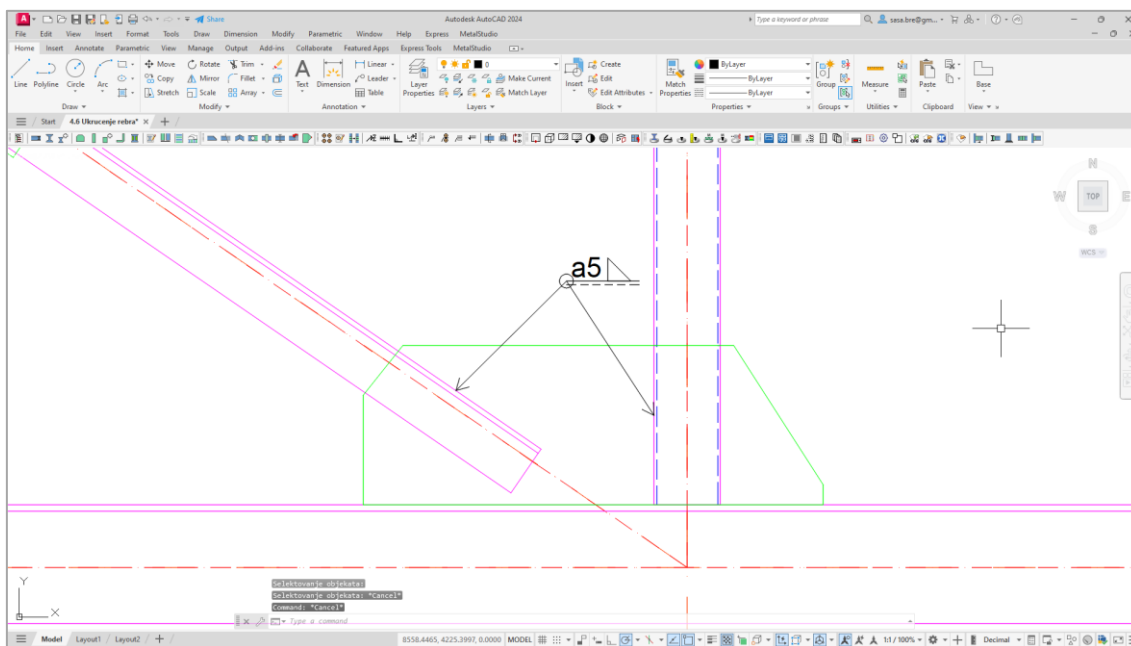 A Share Autodesk AutoCAD 2024 Type a keyword or phrase sase.bre@gm...
File Edit View Insert Format Tools Draw Dimension Modify Parametric Window Help Express MetalStudio
Home Insert Annotate Parametric View Manage Output Add-ins Collaborate Featured Apps Express Tools MetalStudio
Line Polyline Circle Arc Move Rotate Trim Text Dimension Linear Layer Properties 0 Insert Create Match Properties ByLayer Group Measure Paste Base
Copy Mirror Fillet Leader Make Current Edit ByLayer
Stretch Scale Array Table Match Layer Edit Attributes ByLayer
Draw Modify Annotation Layers Block Properties Groups Utilities Clipboard View
Start 4.6 Ukrucenje rebra*
N
W TOP E
S
WCS
a5
Y
X
Selektovanje objekata:
Selektovanje objekata: *Cancel*
Command: *Cancel*
Type a command
Model Layout1 Layout2 8558.4465, 4225.3997, 0.0000 MODEL 1:1 / 100% Decimal